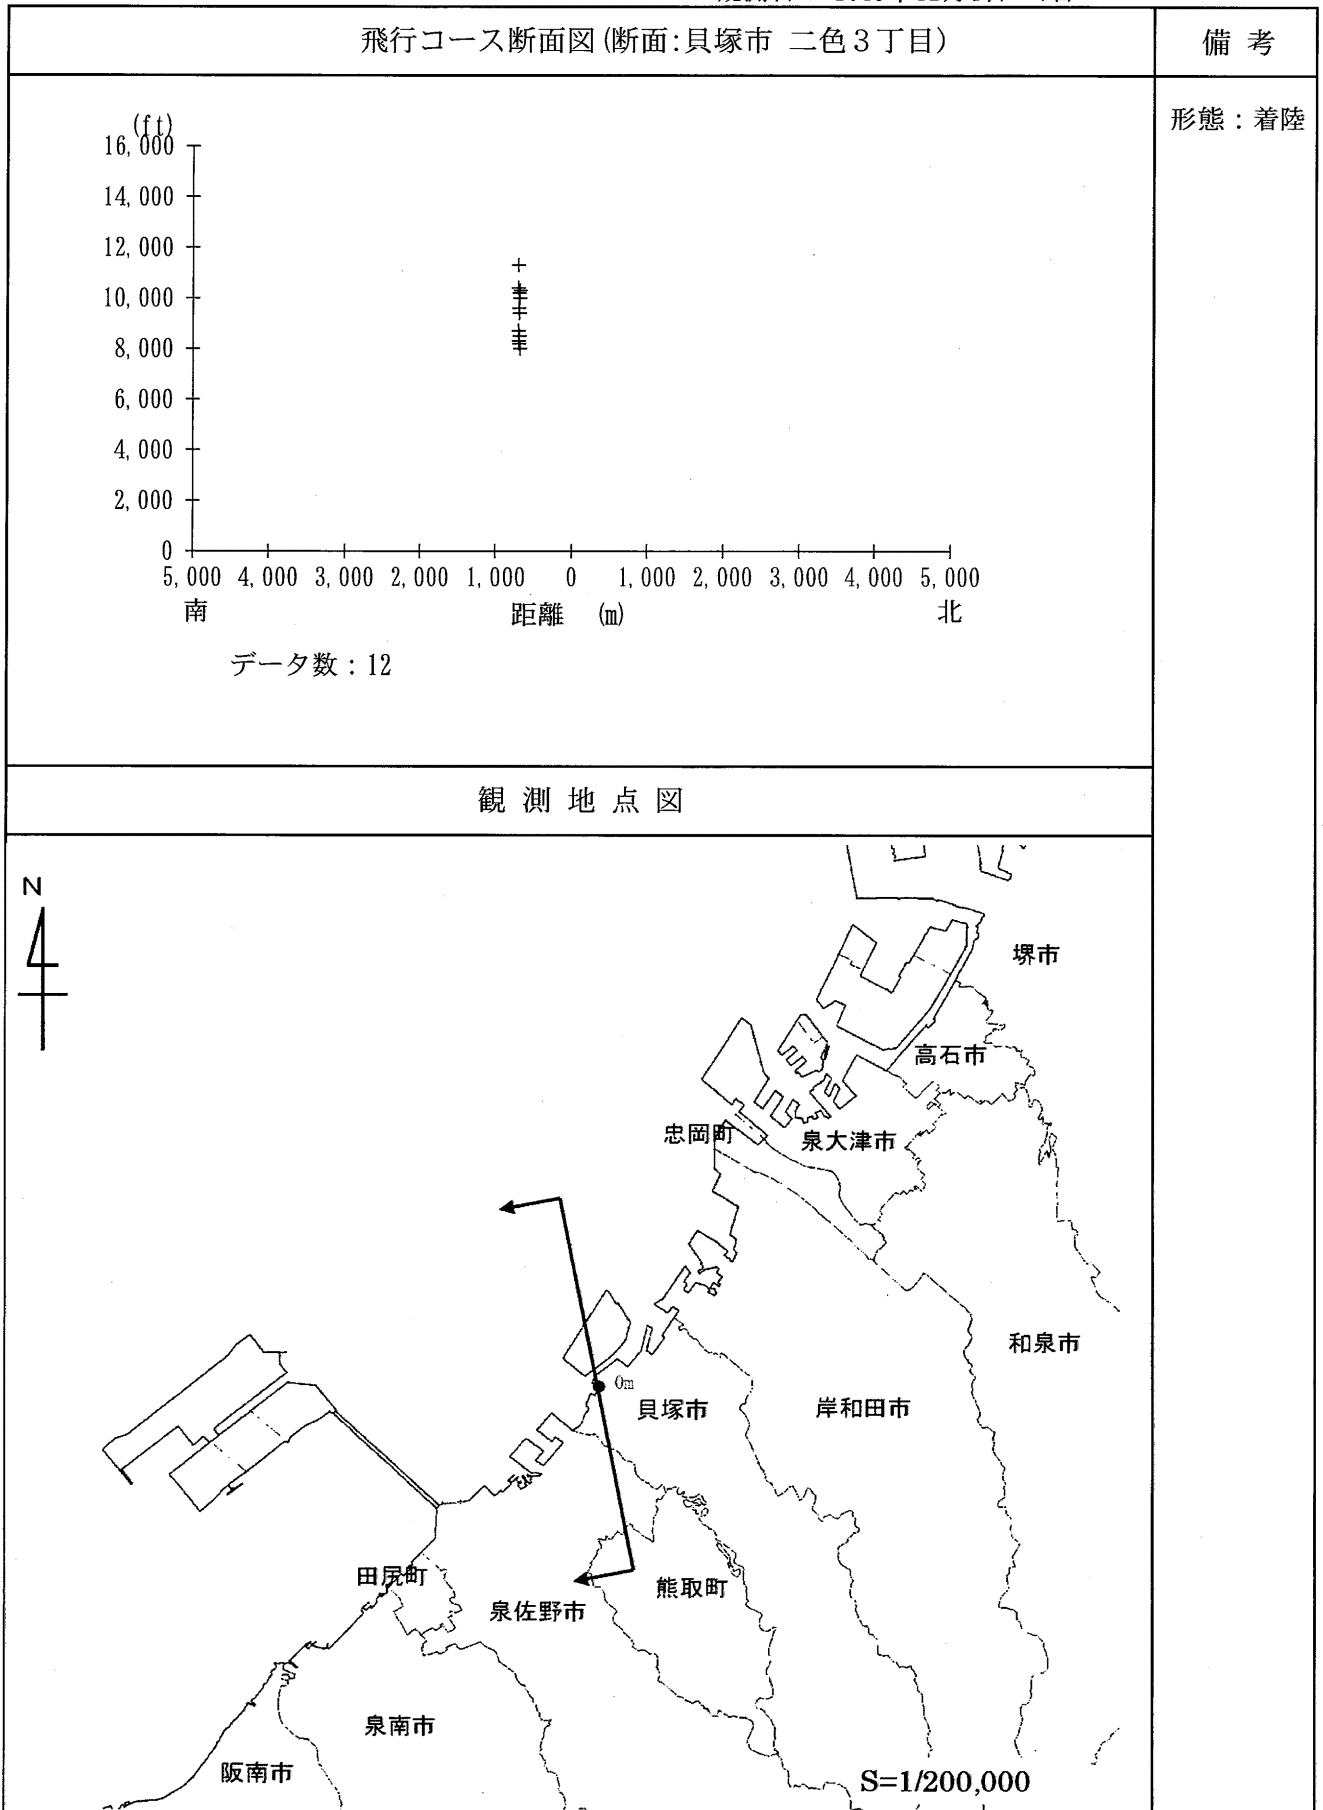 飛行コース断面図(断面:貝塚市 二色3丁目)
備 考
形態:着陸
(ft)
16,000
14,000
12,000
10,000
8,000
6,000
4,000
2,000
0
5,000 4,000 3,000 2,000 1,000 0 1,000 2,000 3,000 4,000 5,000
南 距離 (m) 北
データ数:12
観測地点図
N
堺市
高石市
忠岡町
泉大津市
和泉市
0m
貝塚市
岸和田市
田尻町
熊取町
泉佐野市
泉南市
阪南市
S=1/200,000